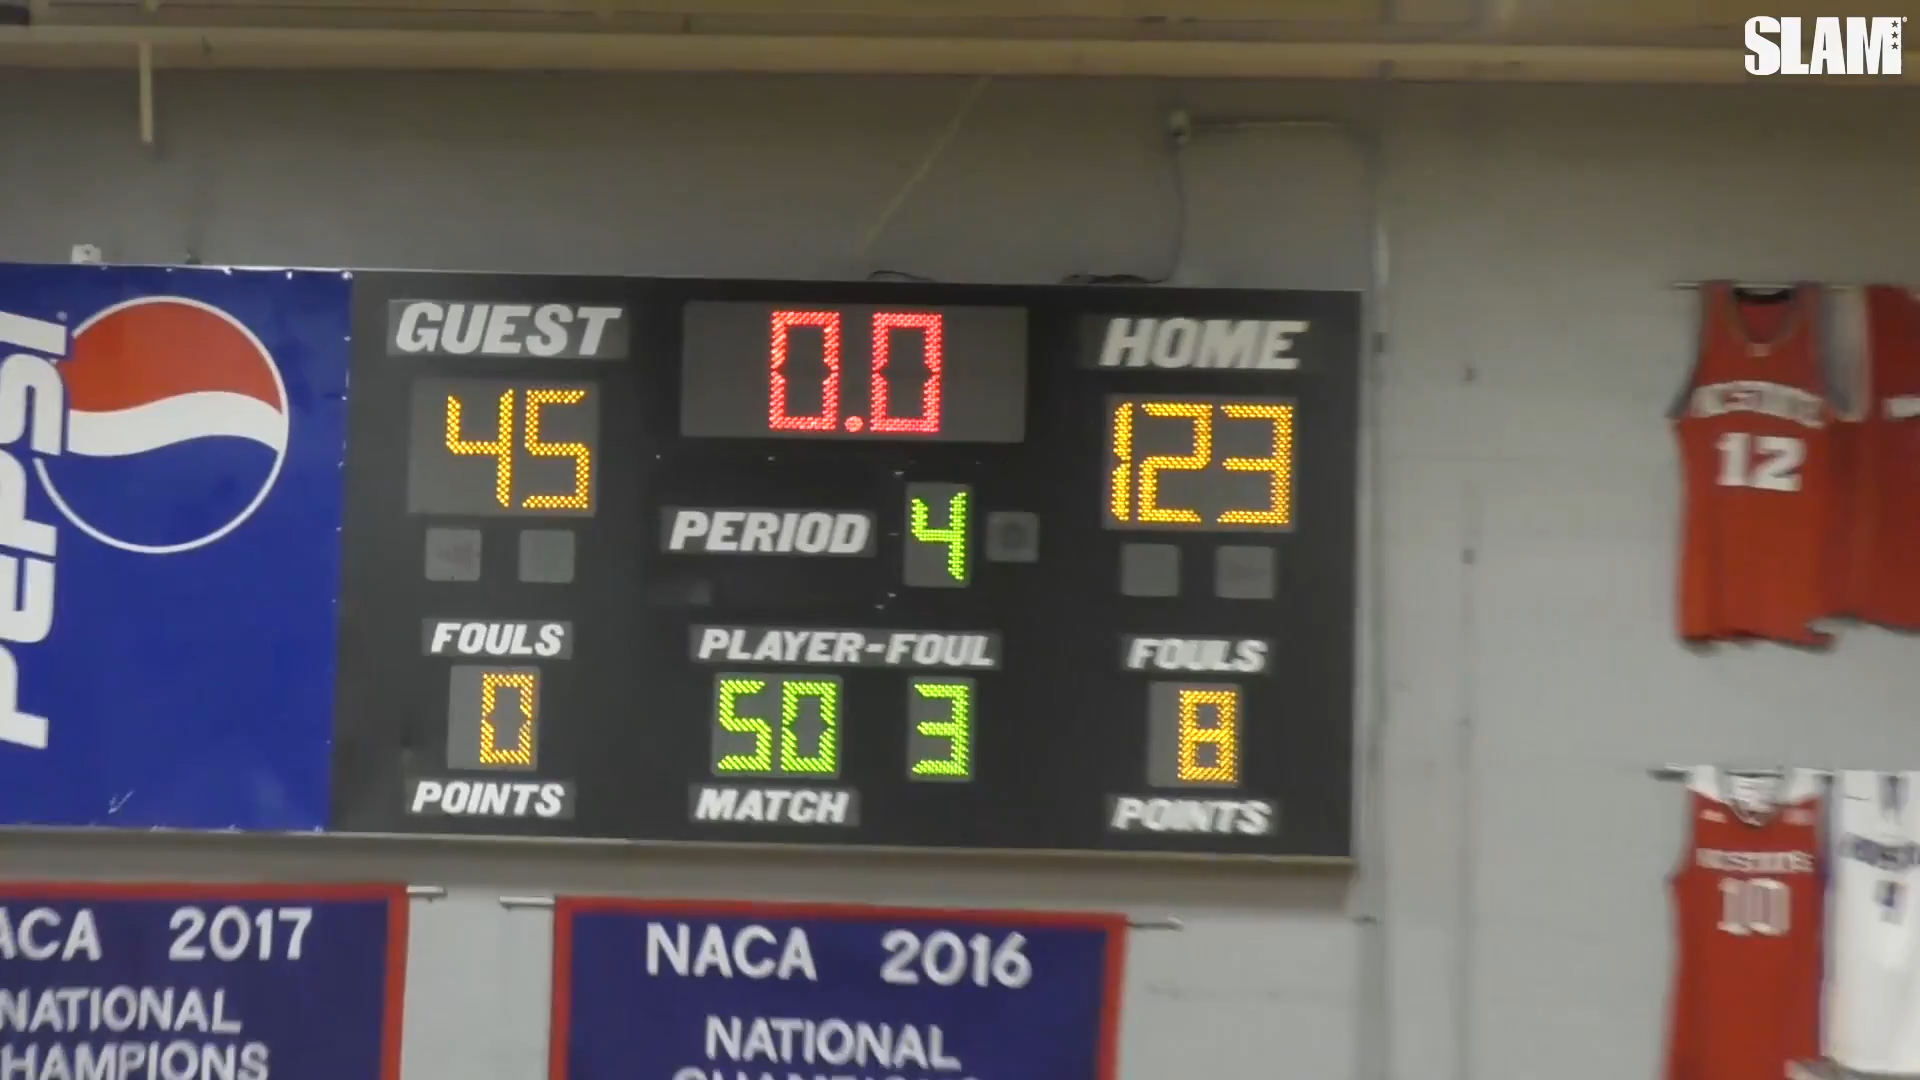 SLAM
PEPSI
GUEST
0.0
HOME
45
123
PERIOD 4
FOULS
PLAYER-FOUL
FOULS
0
50 3
8
POINTS
MATCH
POINTS
12
10
ACA 2017
NATIONAL
HAMPIONS
NACA 2016
NATIONAL